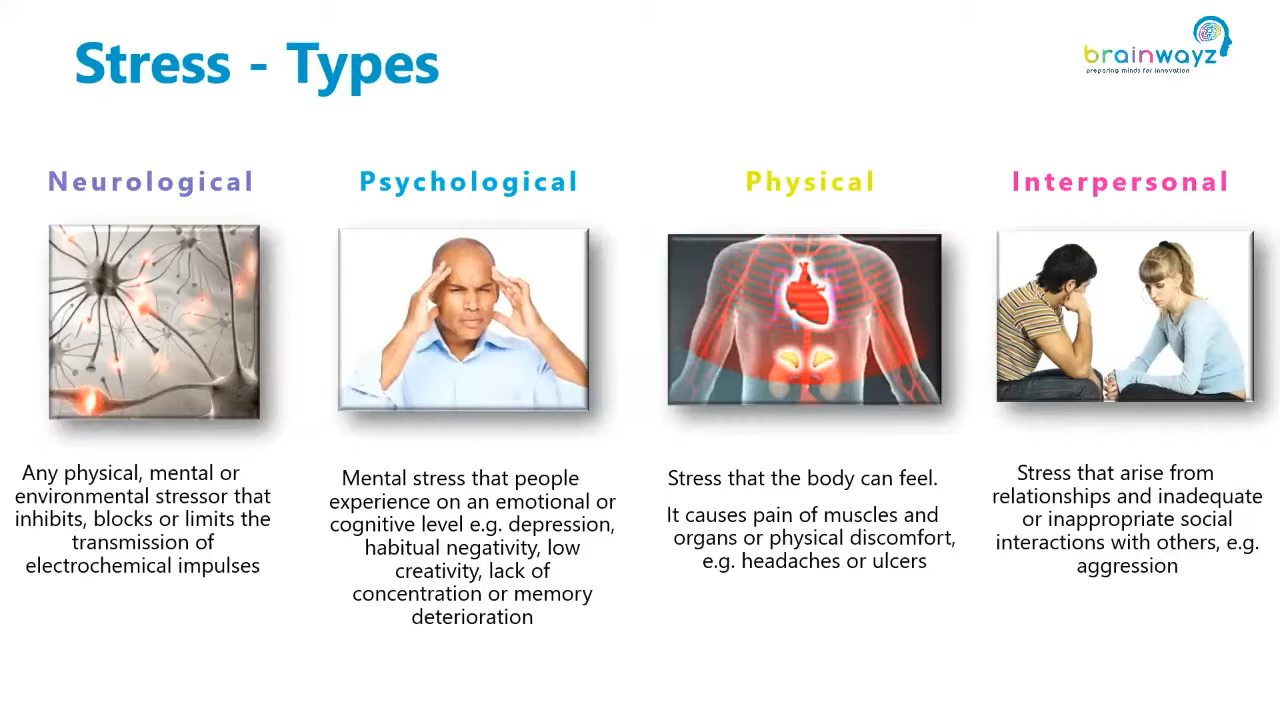 Stress - Types
brainwayz
preparing minds for innovation
Neurological
Psychological
Physical
Interpersonal
Any physical, mental or
environmental stressor that
inhibits, blocks or limits the
transmission of
electrochemical impulses
Mental stress that people
experience on an emotional or
cognitive level e.g. depression,
habitual negativity, low
creativity, lack of
concentration or memory
deterioration
Stress that the body can feel.
It causes pain of muscles and
organs or physical discomfort,
e.g. headaches or ulcers
Stress that arise from
relationships and inadequate
or inappropriate social
interactions with others, e.g.
aggression